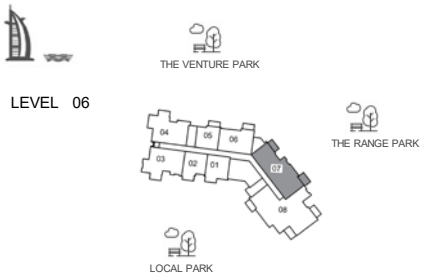 THE VENTURE PARK
LEVEL 06
THE RANGE PARK
04
05
06
03
02
01
07
08
LOCAL PARK